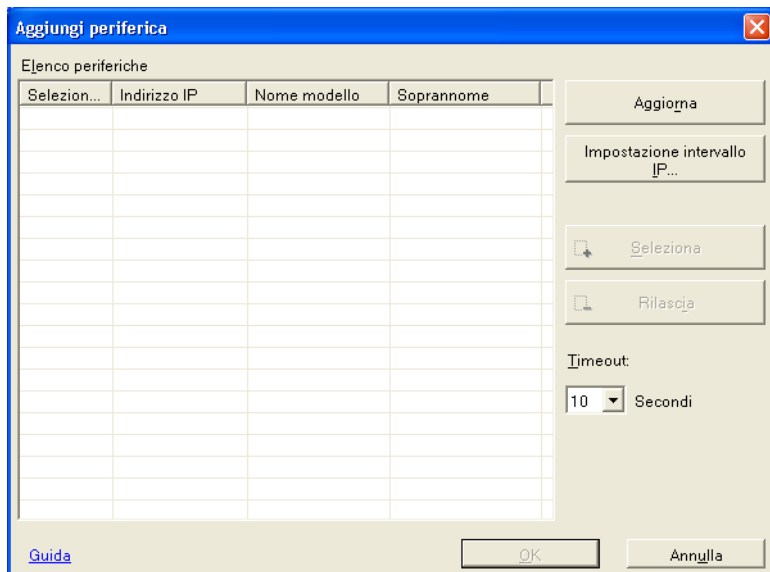 Aggiungi periferica
Elenco periferiche
Selezion... Indirizzo IP Nome modello Soprannome
Aggiorna
Impostazione intervallo
IP...
Seleziona
Rilascia
Timeout:
10 Secondi
Guida OK Annulla